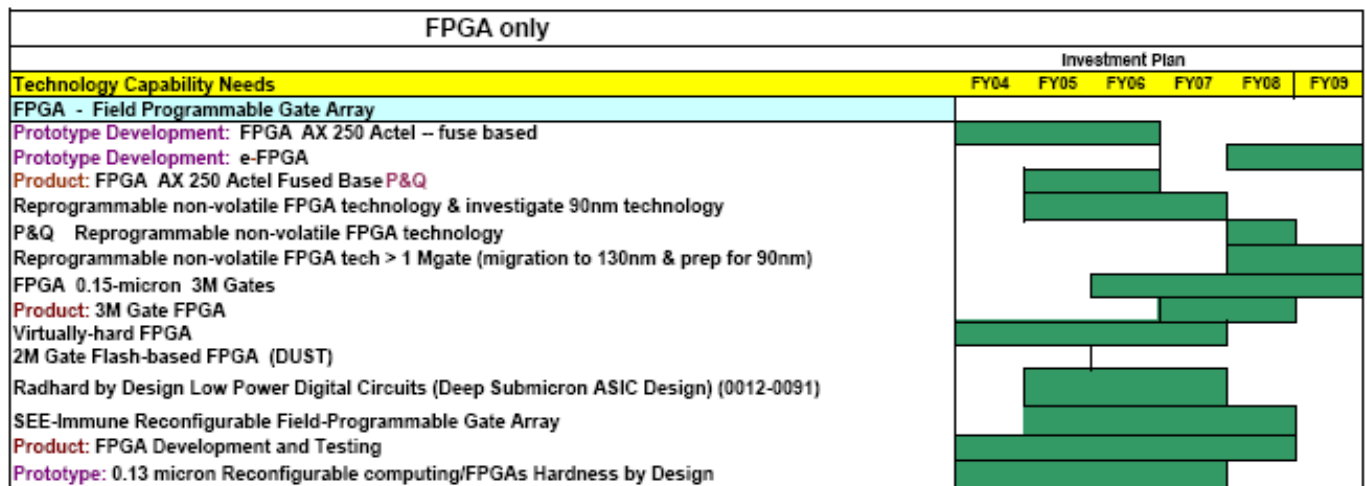 FPGA only
Investment Plan
Technology Capability Needs FY04 FY05 FY06 FY07 FY08 FY09
FPGA - Field Programmable Gate Array
Prototype Development: FPGA AX 250 Actel -- fuse based
Prototype Development: e-FPGA
Product: FPGA AX 250 Actel Fused Base P&Q
Reprogrammable non-volatile FPGA technology & investigate 90nm technology
P&Q Reprogrammable non-volatile FPGA technology
Reprogrammable non-volatile FPGA tech > 1 Mgate (migration to 130nm & prep for 90nm)
FPGA 0.15-micron 3M Gates
Product: 3M Gate FPGA
Virtually-hard FPGA
2M Gate Flash-based FPGA (DUST)
Radhard by Design Low Power Digital Circuits (Deep Submicron ASIC Design) (0012-0091)
SEE-Immune Reconfigurable Field-Programmable Gate Array
Product: FPGA Development and Testing
Prototype: 0.13 micron Reconfigurable computing/FPGAs Hardness by Design